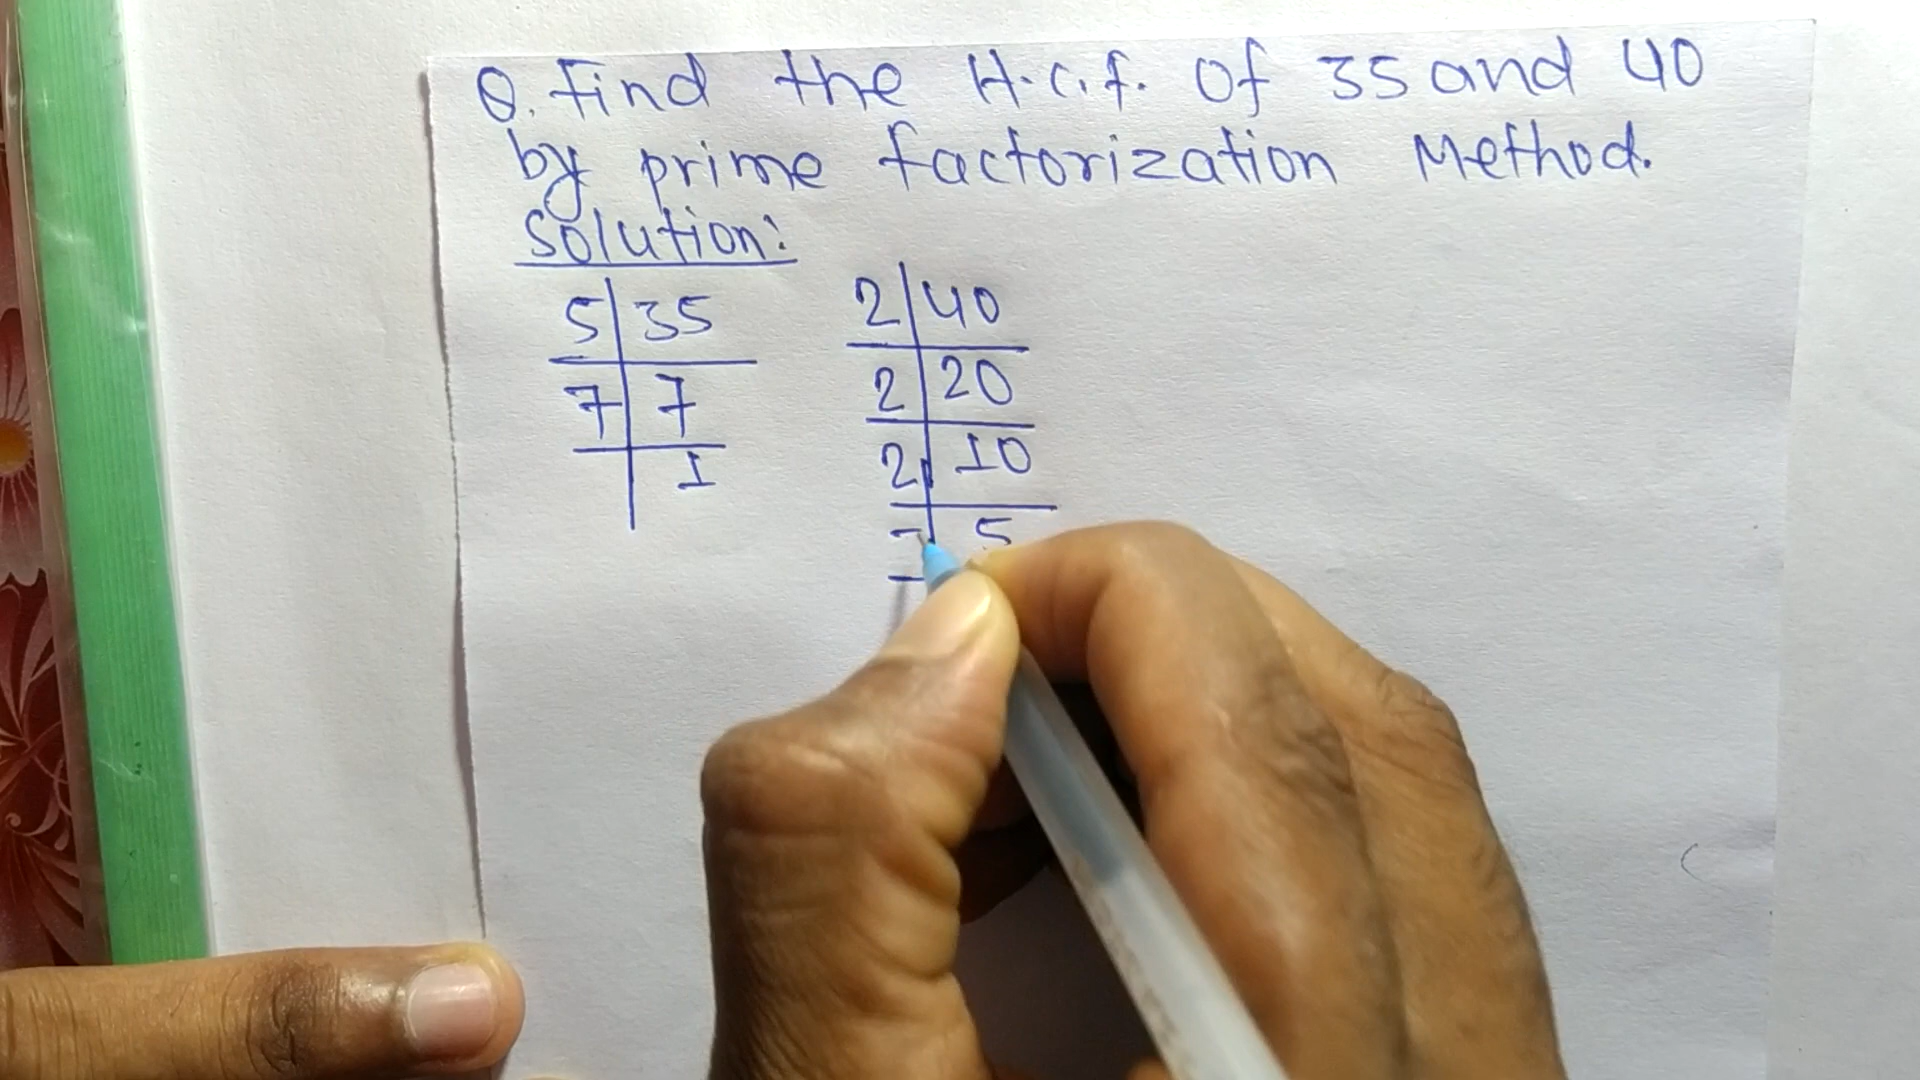 Q. Find the H.C.f. Of 35 and 40
by prime factorization Method.
Solution:
5 | 35
7 | 7
1
2 | 40
2 | 20
2 | 10
5